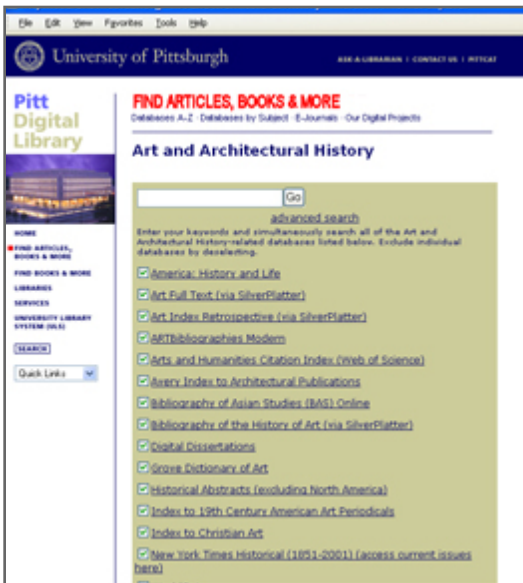 File Edit View Favorites Tools Help
University of Pittsburgh
ASK-A-LIBRARIAN | CONTACT US | PITTCAT
Pitt
Digital
Library
HOME
FIND ARTICLES,
BOOKS & MORE
FIND BOOKS & MORE
LIBRARIES
SERVICES
UNIVERSITY LIBRARY
SYSTEM (ULS)
SEARCH
Quick Links
FIND ARTICLES, BOOKS & MORE
Databases A-Z · Databases by Subject · E-Journals · Our Digital Projects
Art and Architectural History
Go
advanced search
Enter your keywords and simultaneously search all of the Art and
Architectural History-related databases listed below. Exclude individual
databases by deselecting.
America: History and Life
Art Full Text (via SilverPlatter)
Art Index Retrospective (via SilverPlatter)
ARTBibliographies Modern
Arts and Humanities Citation Index (Web of Science)
Avery Index to Architectural Publications
Bibliography of Asian Studies (BAS) Online
Bibliography of the History of Art (via SilverPlatter)
Digital Dissertations
Grove Dictionary of Art
Historical Abstracts (excluding North America)
Index to 19th Century American Art Periodicals
Index to Christian Art
New York Times Historical (1851-2001) (access current issues
here)